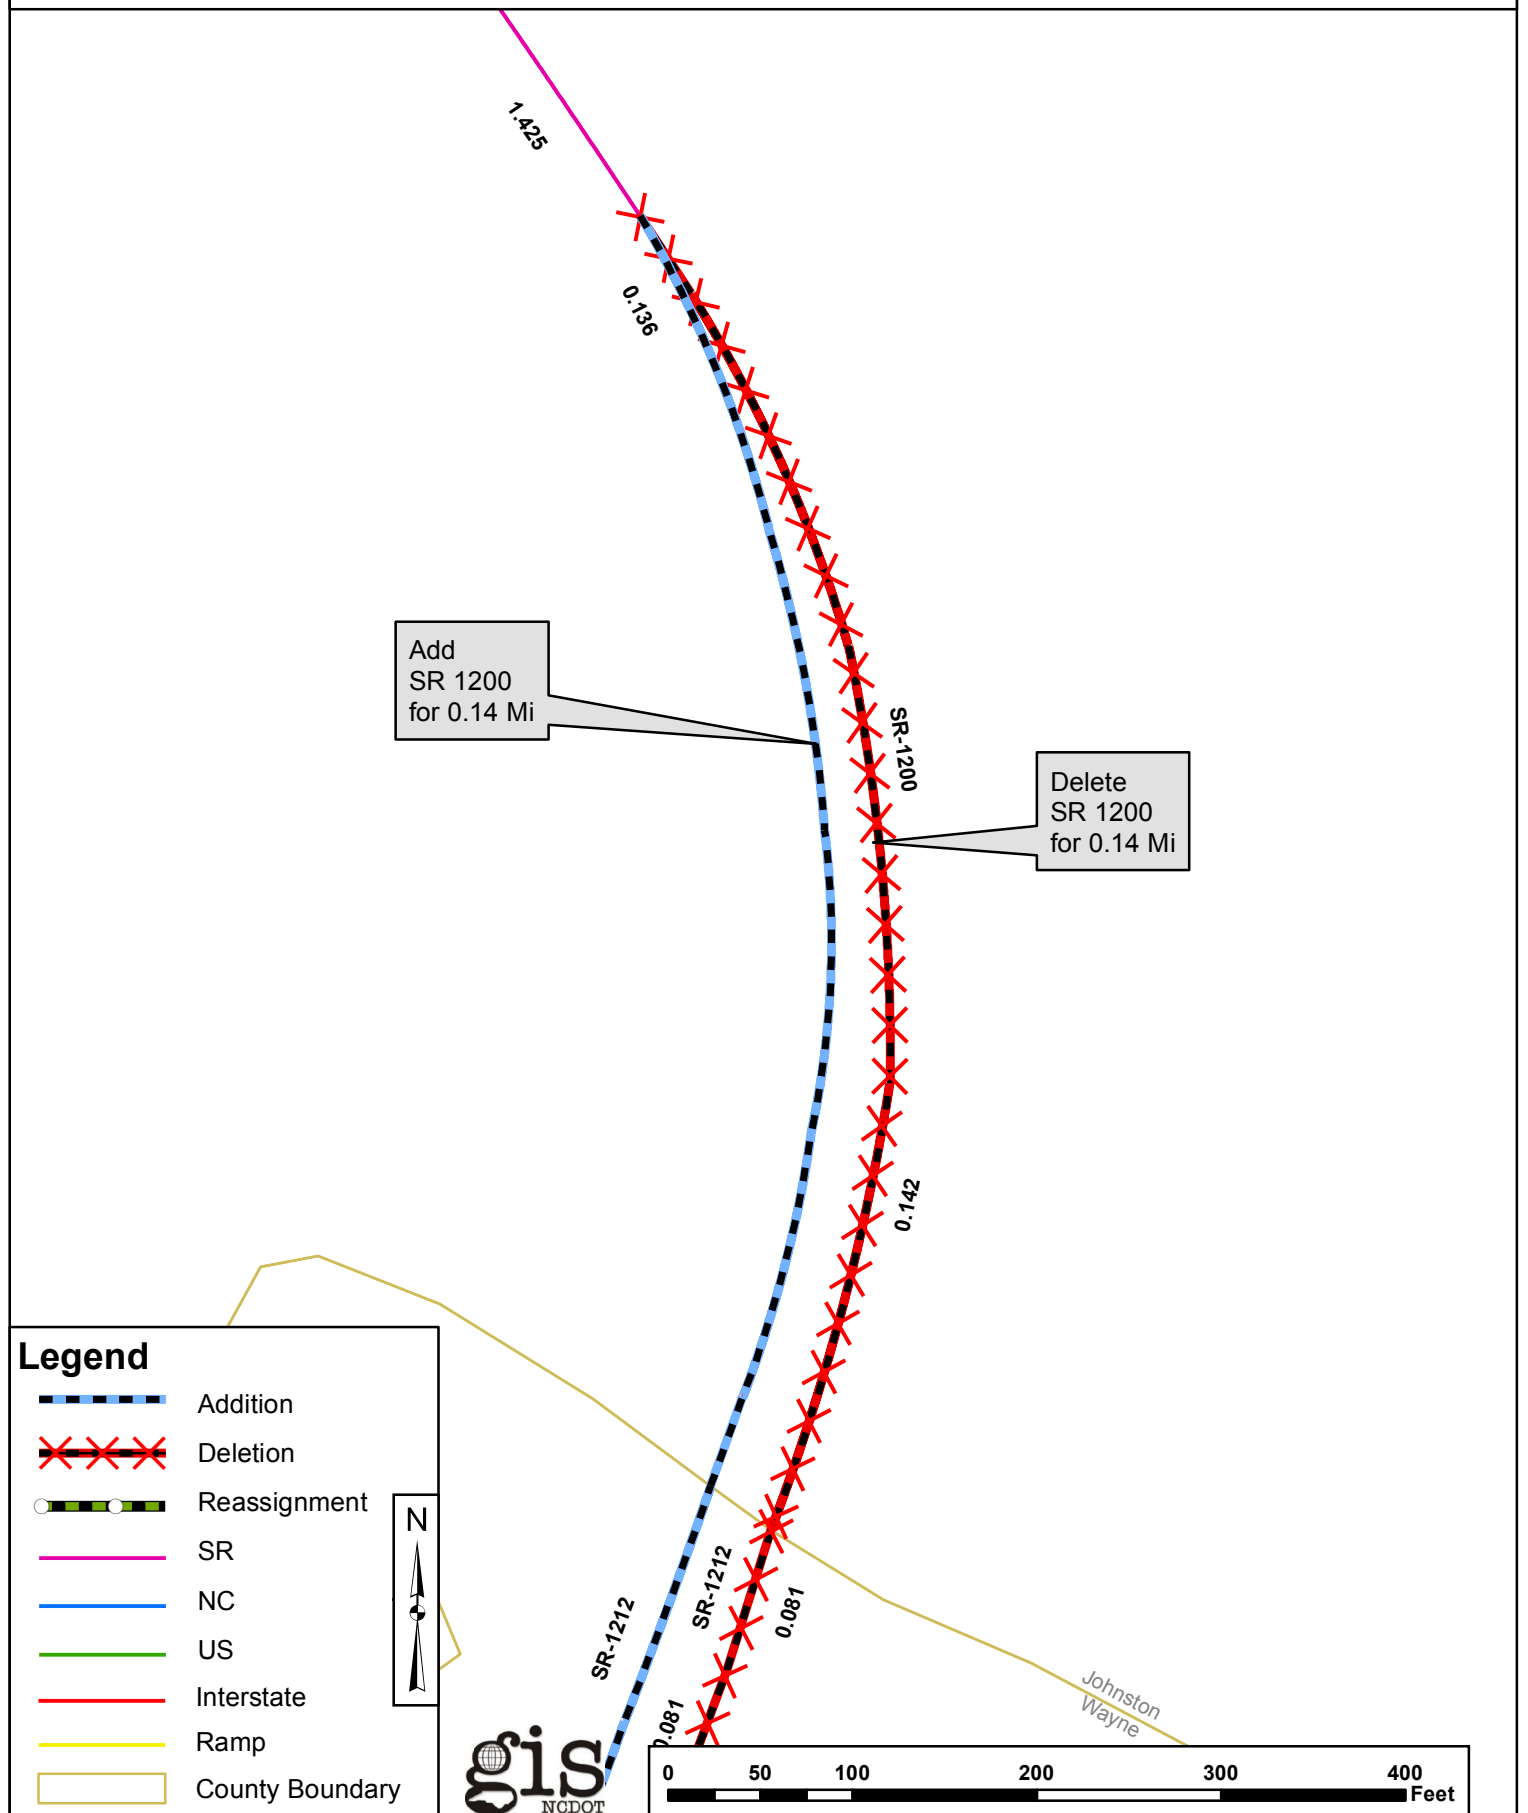 1.425
0.136
Add
SR 1200
for 0.14 Mi
SR-1200
Delete
SR 1200
for 0.14 Mi
0.142
SR-1212
SR-1212
0.081
0.081
Johnston
Wayne
Legend
Addition
Deletion
Reassignment
SR
NC
US
Interstate
Ramp
County Boundary
N
gis
NCDOT
0 50 100 200 300 400
Feet